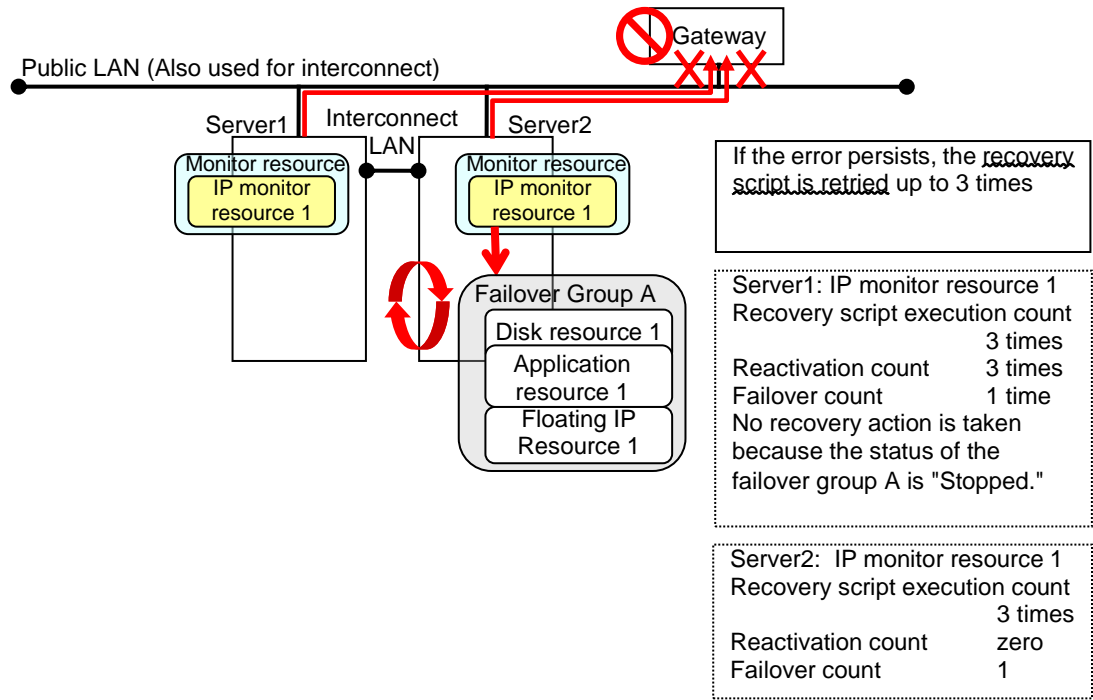 Gateway
Public LAN (Also used for interconnect)
Server1
Interconnect
LAN
Server2
Monitor resource
IP monitor
resource 1
Monitor resource
IP monitor
resource 1
Failover Group A
Disk resource 1
Application
resource 1
Floating IP
Resource 1
If the error persists, the recovery
script is retried up to 3 times
Server1: IP monitor resource 1
Recovery script execution count
3 times
Reactivation count 3 times
Failover count 1 time
No recovery action is taken
because the status of the
failover group A is "Stopped."
Server2: IP monitor resource 1
Recovery script execution count
3 times
Reactivation count zero
Failover count 1